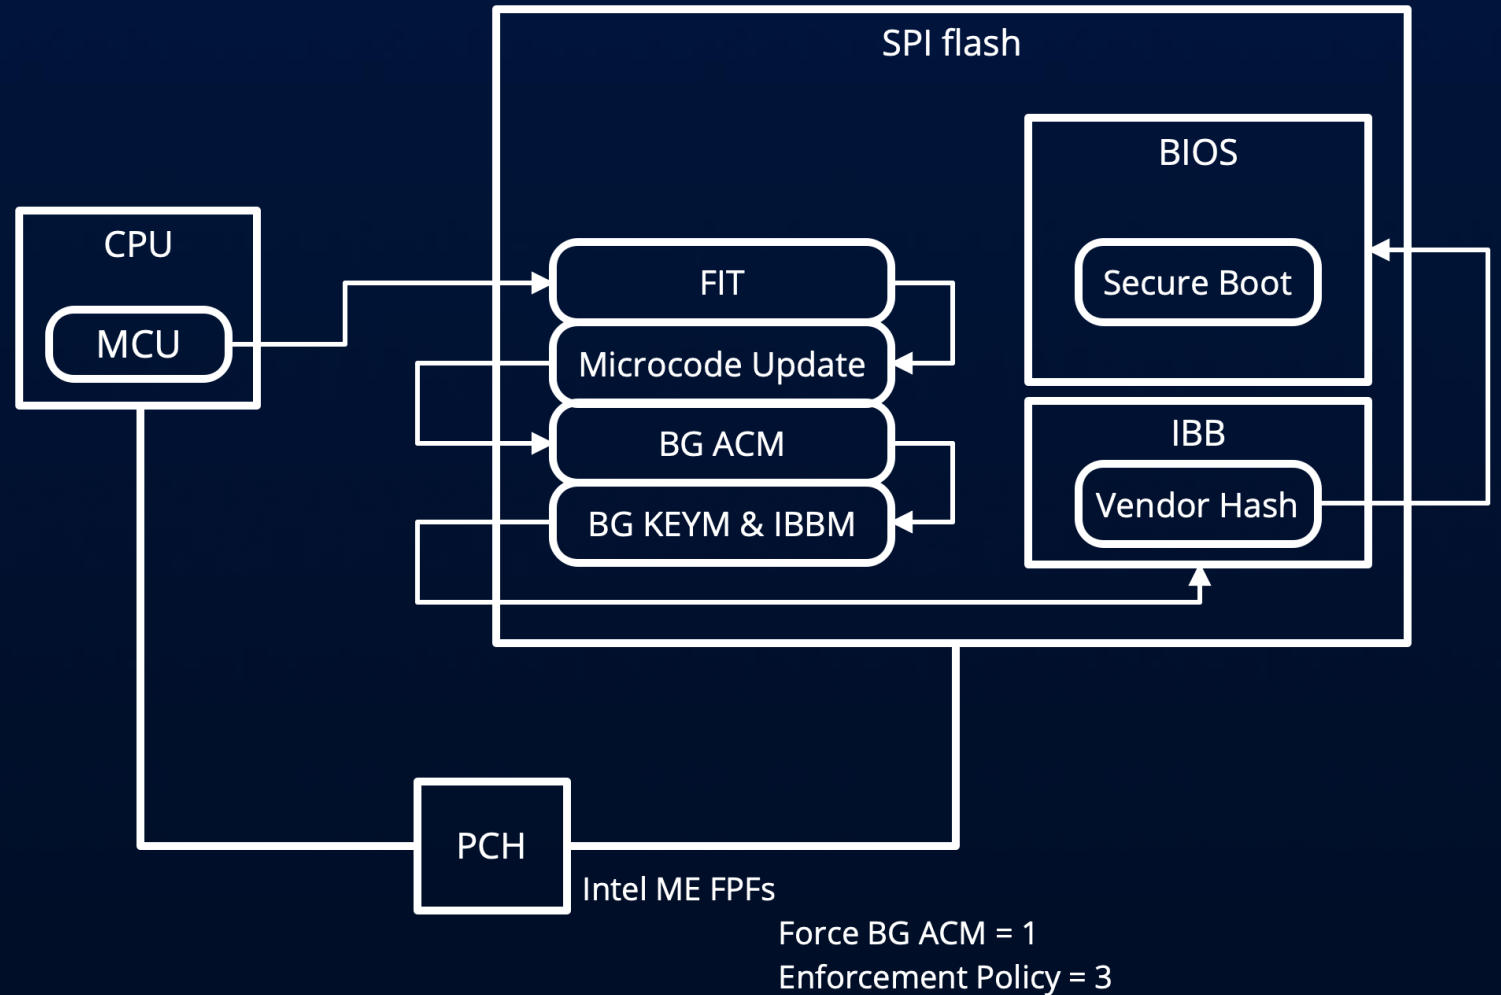 SPI flash
BIOS
Secure Boot
CPU
MCU
FIT
Microcode Update
BG ACM
BG KEYM & IBBM
IBB
Vendor Hash
PCH
Intel ME FPFs
Force BG ACM = 1
Enforcement Policy = 3